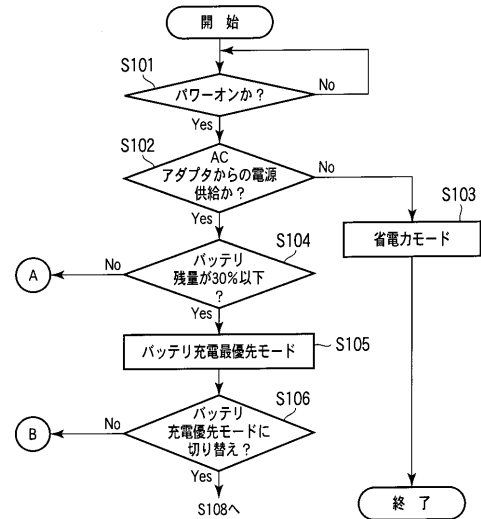 開 始
S101
パワーオンか？
No
Yes
S102
AC
アダプタからの電源
供給か？
No
Yes
S103
省電力モード
S104
バッテリ
残量が30％以下
？
No
A
Yes
バッテリ充電最優先モード
S105
S106
バッテリ
充電優先モードに
切り替え？
No
B
Yes
S108へ
終 了